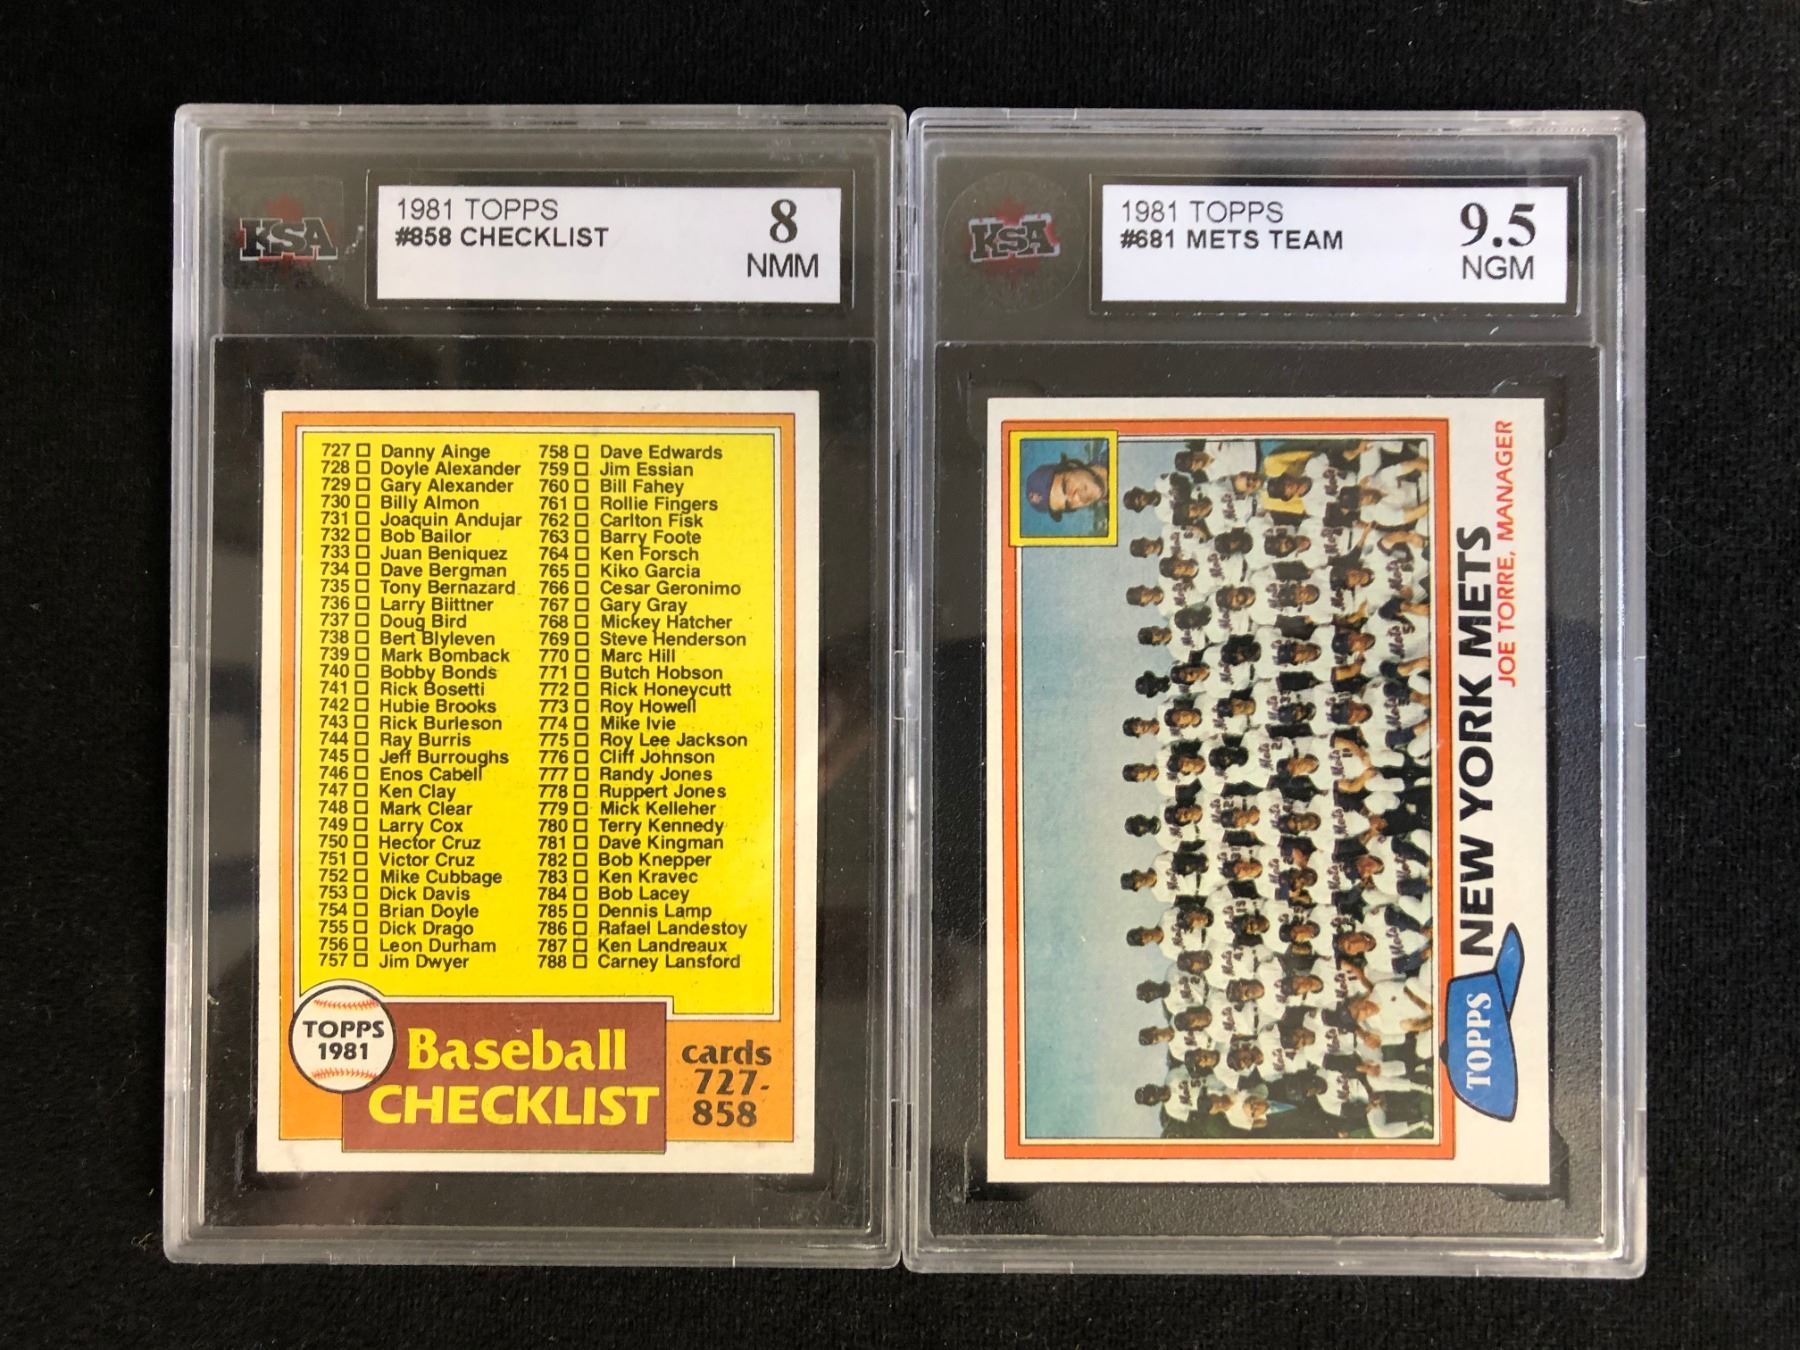 KSA
1981 TOPPS
#858 CHECKLIST
8
NMM
727 Danny Ainge
728 Doyle Alexander
729 Gary Alexander
730 Billy Almon
731 Joaquin Andujar
732 Bob Bailor
733 Juan Beniquez
734 Dave Bergman
735 Tony Bernazard
736 Larry Biittner
737 Doug Bird
738 Bert Blyleven
739 Mark Bomback
740 Bobby Bonds
741 Rick Bosetti
742 Hubie Brooks
743 Rick Burleson
744 Ray Burris
745 Jeff Burroughs
746 Enos Cabell
747 Ken Clay
748 Mark Clear
749 Larry Cox
750 Hector Cruz
751 Victor Cruz
752 Mike Cubbage
753 Dick Davis
754 Brian Doyle
755 Dick Drago
756 Leon Durham
757 Jim Dwyer
758 Dave Edwards
759 Jim Essian
760 Bill Fahey
761 Rollie Fingers
762 Carlton Fisk
763 Barry Foote
764 Ken Forsch
765 Kiko Garcia
766 Cesar Geronimo
767 Gary Gray
768 Mickey Hatcher
769 Steve Henderson
770 Marc Hill
771 Butch Hobson
772 Rick Honeycutt
773 Roy Howell
774 Mike Ivie
775 Roy Lee Jackson
776 Cliff Johnson
777 Randy Jones
778 Ruppert Jones
779 Mick Kelleher
780 Terry Kennedy
781 Dave Kingman
782 Bob Knepper
783 Ken Kravec
784 Bob Lacey
785 Dennis Lamp
786 Rafael Landestoy
787 Ken Landreaux
788 Carney Lansford
TOPPS
1981
Baseball
CHECKLIST
cards
727-
858
KSA
1981 TOPPS
#681 METS TEAM
9.5
NGM
TOPPS
NEW YORK METS
JOE TORRE, MANAGER